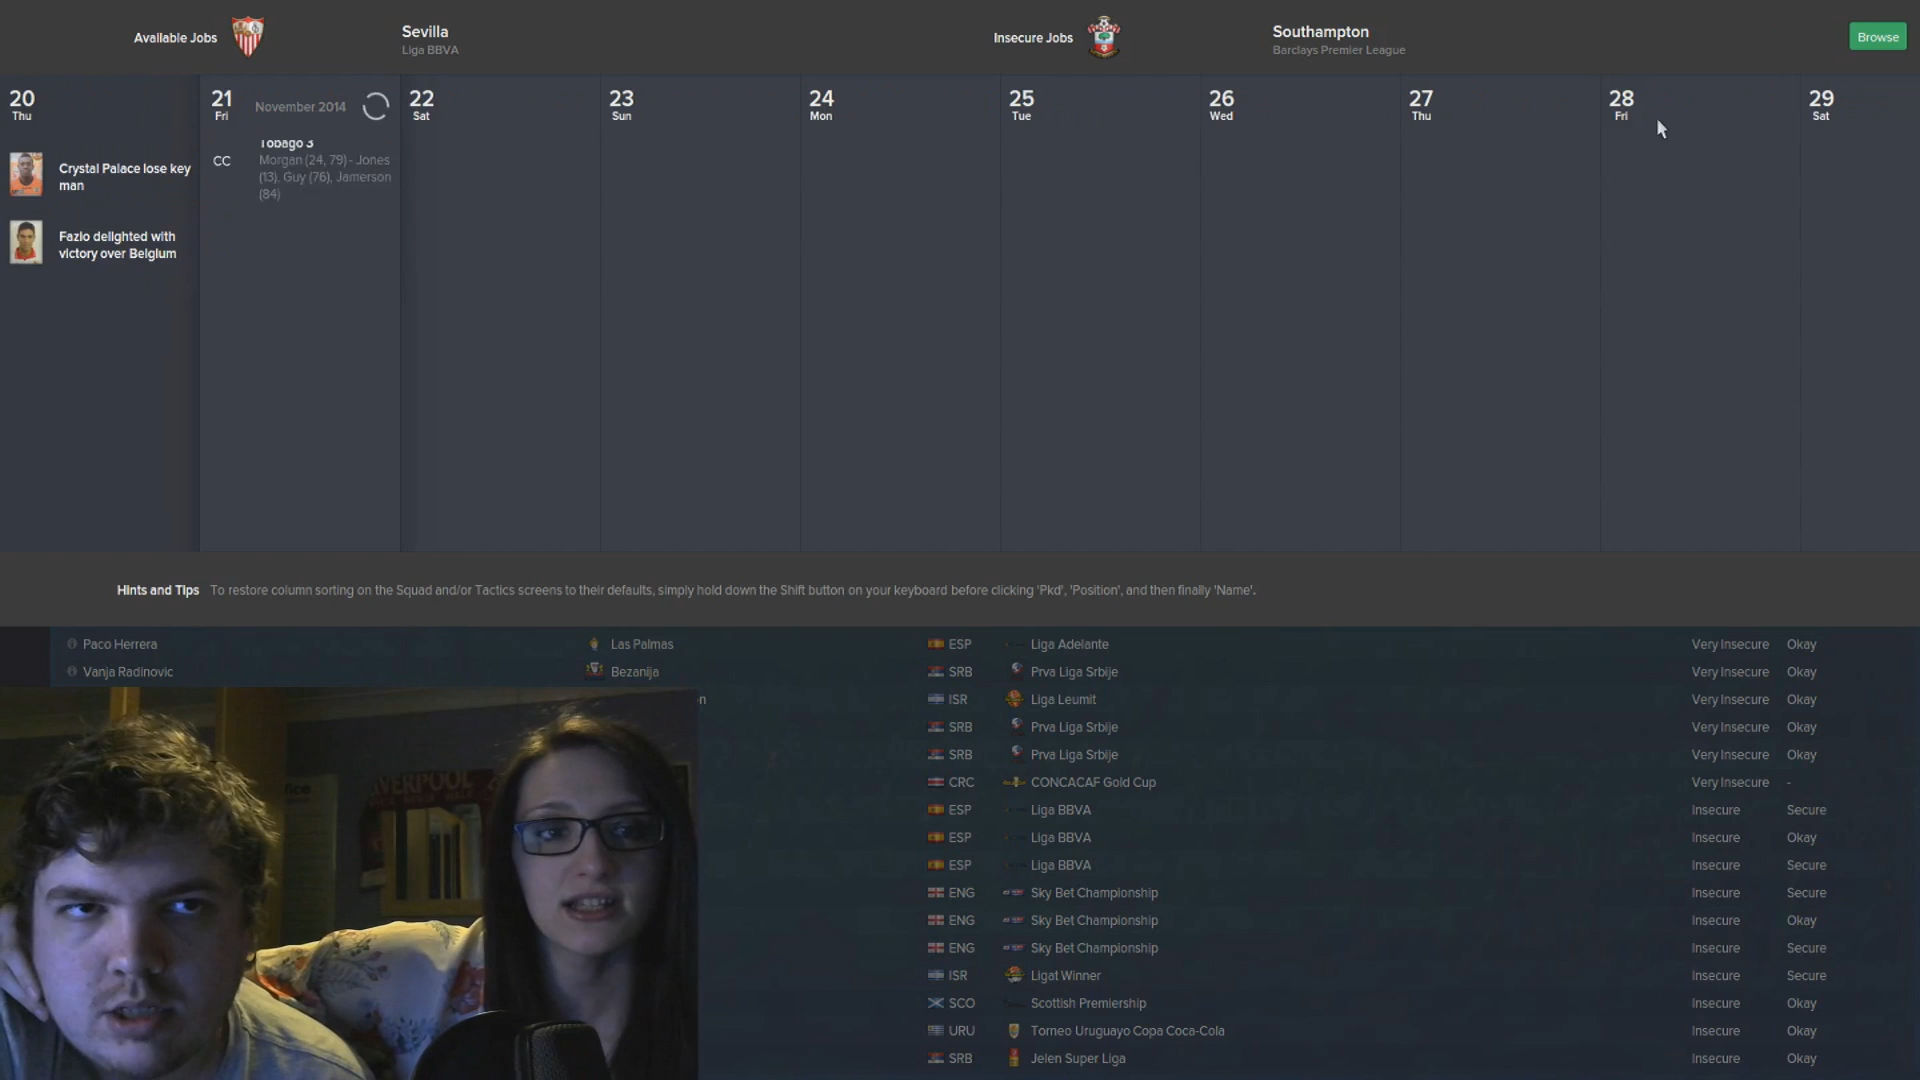 Available Jobs
Sevilla
Liga BBVA
Insecure Jobs
Southampton
Barclays Premier League
Browse
20
Thu
21
Fri
November 2014
22
Sat
23
Sun
24
Mon
25
Tue
26
Wed
27
Thu
28
Fri
29
Sat
Crystal Palace lose key
man
Fazio delighted with
victory over Belgium
CC
Tobago 3
Morgan (24, 79) - Jones
(13), Guy (76), Jamerson
(84)
Hints and Tips To restore column sorting on the Squad and/or Tactics screens to their defaults, simply hold down the Shift button on your keyboard before clicking 'Pkd', 'Position', and then finally 'Name'.
Paco Herrera Las Palmas ESP Liga Adelante Very Insecure Okay
Vanja Radinovic Bezanija SRB Prva Liga Srbije Very Insecure Okay
n ISR Liga Leumit Very Insecure Okay
SRB Prva Liga Srbije Very Insecure Okay
SRB Prva Liga Srbije Very Insecure Okay
CRC CONCACAF Gold Cup Very Insecure -
ESP Liga BBVA Insecure Secure
ESP Liga BBVA Insecure Okay
ESP Liga BBVA Insecure Secure
ENG Sky Bet Championship Insecure Secure
ENG Sky Bet Championship Insecure Okay
ENG Sky Bet Championship Insecure Secure
ISR Ligat Winner Insecure Secure
SCO Scottish Premiership Insecure Okay
URU Torneo Uruguayo Copa Coca-Cola Insecure Okay
SRB Jelen Super Liga Insecure Okay
LIVERPOOL